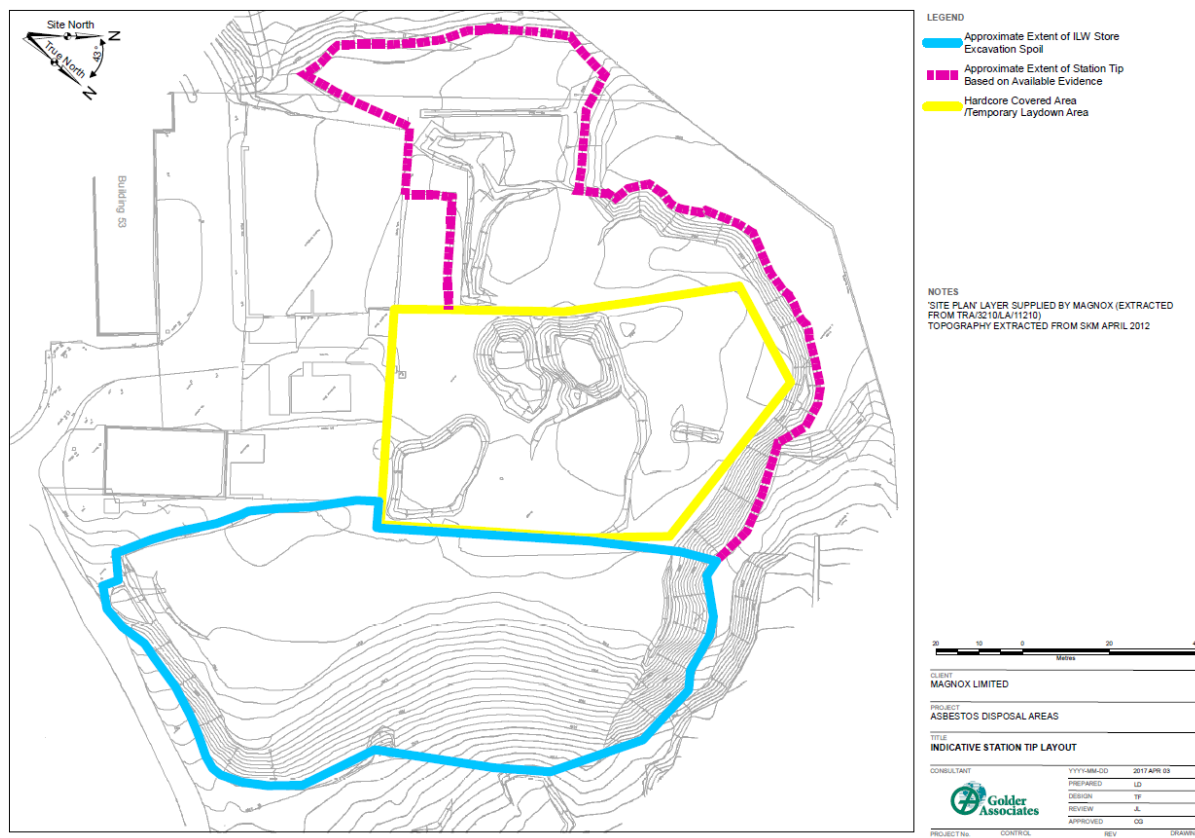 Site North
N
True North
43°
N
Building 53
LEGEND
Approximate Extent of ILW Store
Excavation Spoil
Approximate Extent of Station Tip
Based on Available Evidence
Hardcore Covered Area
/Temporary Laydown Area
NOTES
'SITE PLAN' LAYER SUPPLIED BY MAGNOX (EXTRACTED
FROM TRA/3210/LA/11210)
TOPOGRAPHY EXTRACTED FROM SKM APRIL 2012
20 10 0 20
Metres
CLIENT
MAGNOX LIMITED
PROJECT
ASBESTOS DISPOSAL AREAS
TITLE
INDICATIVE STATION TIP LAYOUT
CONSULTANT
YYYY-MM-DD 2017 APR 03
PREPARED LD
DESIGN TF
REVIEW JL
APPROVED CG
Golder
Associates
PROJECT No. CONTROL REV DRAWIN